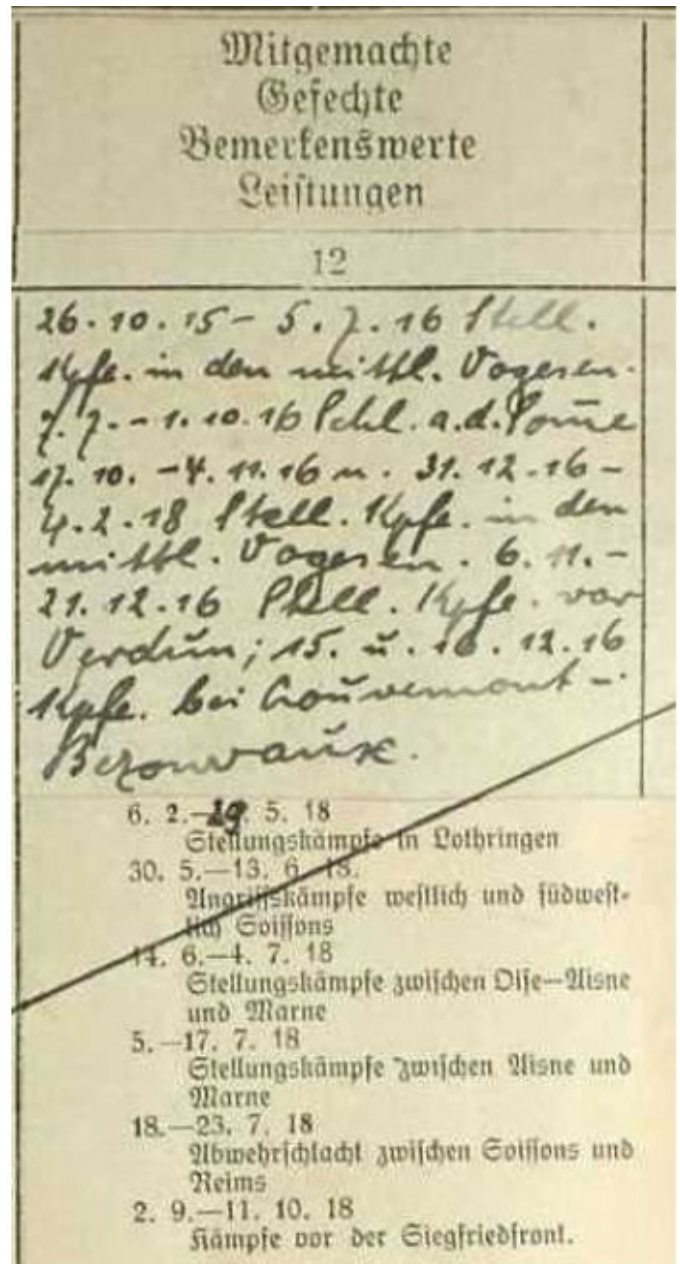 Mitgemachte
Gefechte
Bemerkenswerte
Leistungen
12
26.10.15 – 5.7.16 Stell.
Kpfe. in den mittl. Vogesen.
7.7. – 1.10.16 Schl. a.d. Som̅e
17.10. – 4.11.16 u. 31.12.16 –
4.2.18 Stell. Kpfe. in den
mittl. Vogesen. 6.11. –
21.12.16 Stell. Kpfe. vor
Verdun; 15. u. 16.12.16
Kpfe. bei Louvemont –
Bezonvaux.
6. 2.—29. 5. 18
Stellungskämpfe in Lothringen
30. 5.—13. 6. 18.
Angriffskämpfe westlich und südwest-
lich Soissons
14. 6.—4. 7. 18
Stellungskämpfe zwischen Oise—Aisne
und Marne
5.—17. 7. 18
Stellungskämpfe zwischen Aisne und
Marne
18.—23. 7. 18
Abwehrschlacht zwischen Soissons und
Reims
2. 9.—11. 10. 18
Kämpfe vor der Siegfriedfront.